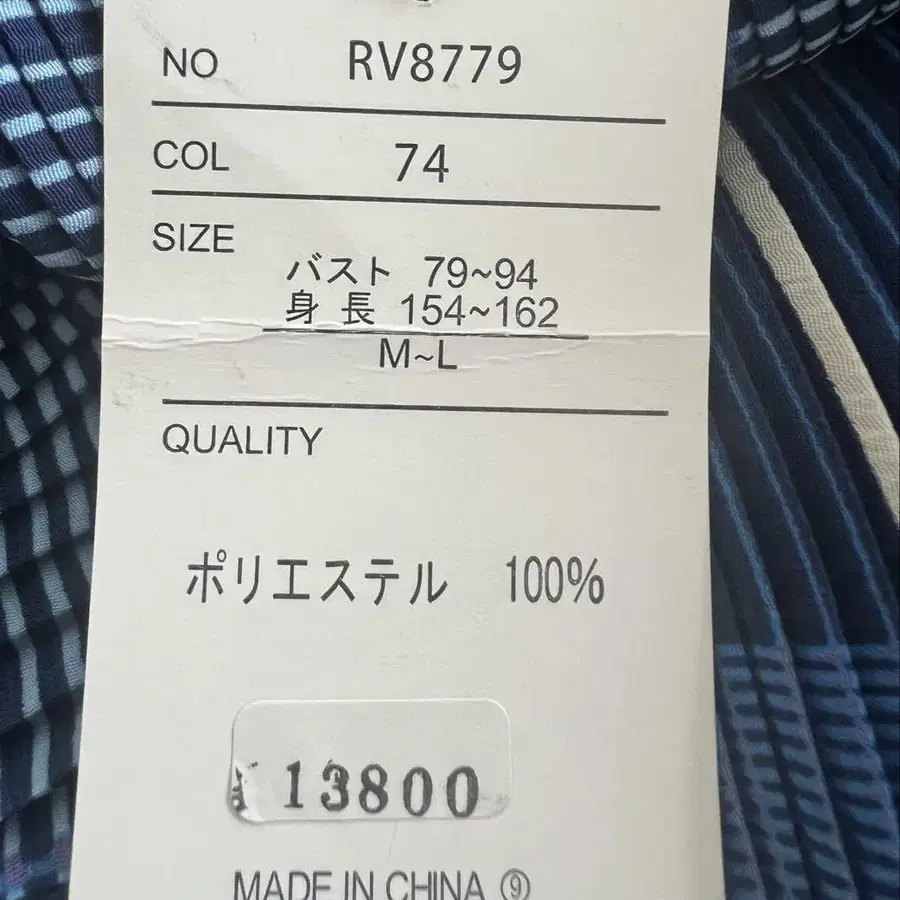 NO RV8779
COL 74
SIZE
バスト 79~94
身長 154~162
M~L
QUALITY
ポリエステル 100%
¥13800
MADE IN CHINA ⑨